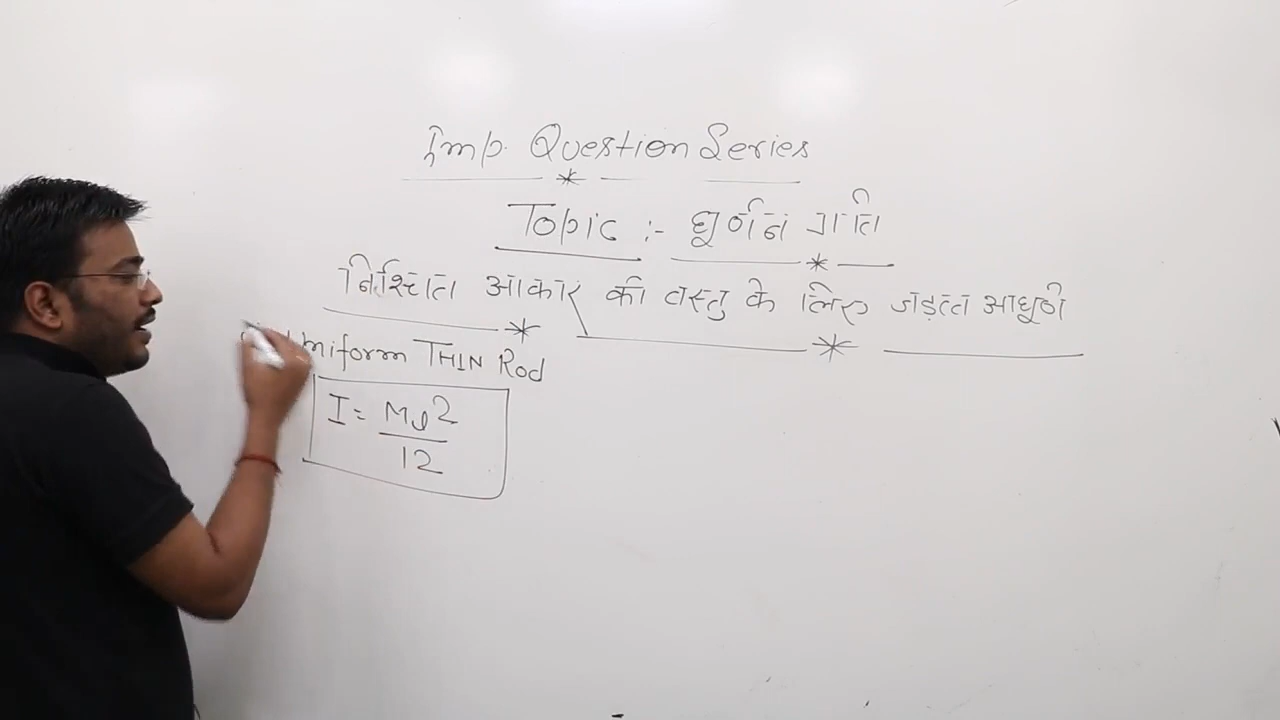 Imp. Question Series
Topic :- घूर्णन गति
निश्चित आकार की वस्तु के लिए जड़त्व आघूर्ण
Uniform THIN Rod
I = Ml²/12